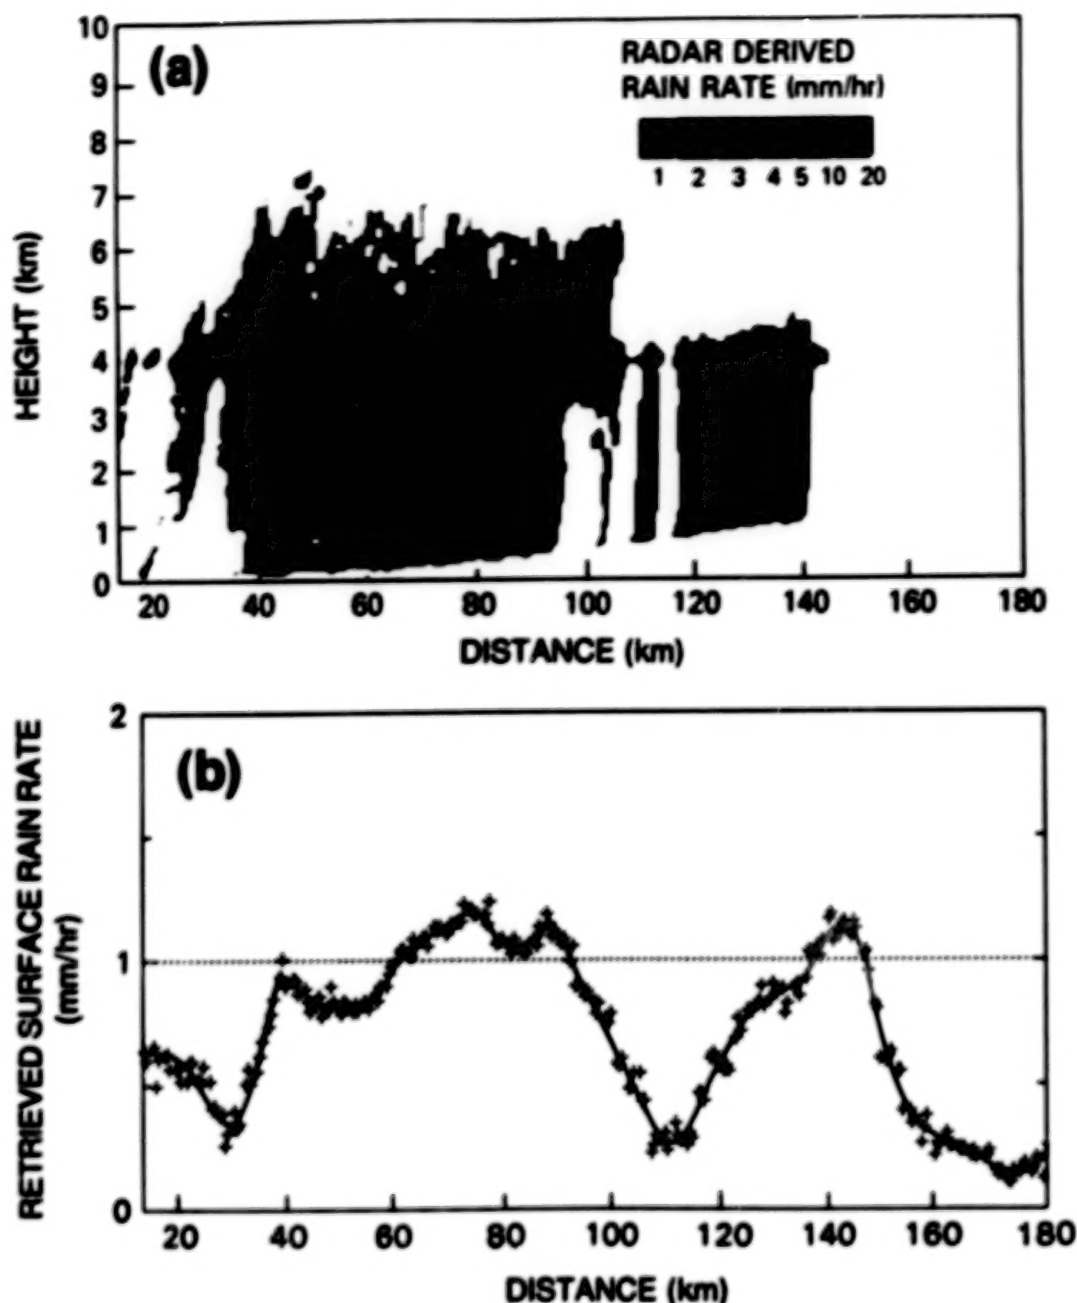 10
(a)
RADAR DERIVED
RAIN RATE (mm/hr)
1 2 3 4 5 10 20
9
8
7
6
5
4
3
2
1
0
HEIGHT (km)
20 40 60 80 100 120 140 160 180
DISTANCE (km)
2
(b)
1
0
RETRIEVED SURFACE RAIN RATE
(mm/hr)
20 40 60 80 100 120 140 160 180
DISTANCE (km)